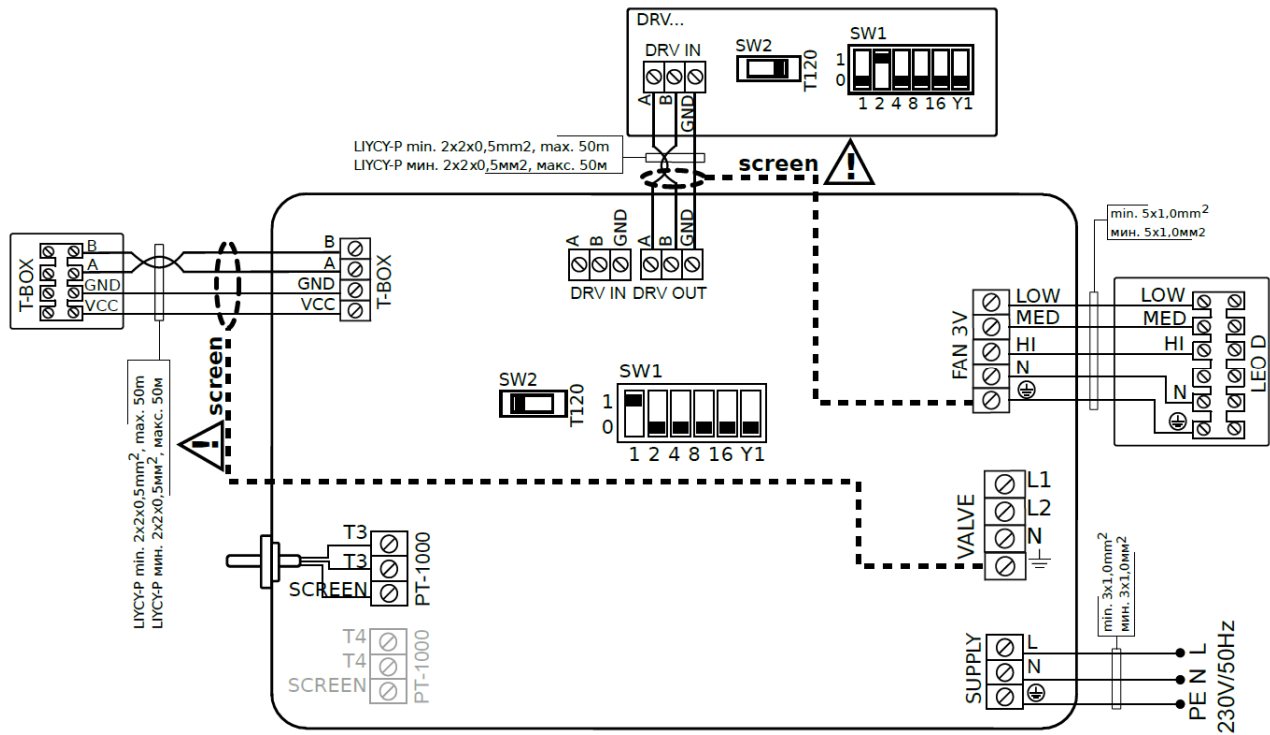 DRV...
DRV IN
SW2
T120
SW1
1
0
1 2 4 8 16 Y1
A
B
GND
LIYCY-P min. 2x2x0,5mm2, max. 50m
LIYCY-P мин. 2x2x0,5мм2, макс. 50м
screen
min. 5x1,0mm2
мин. 5x1,0мм2
T-BOX
B
A
GND
VCC
B
A
GND
VCC
T-BOX
A
B
GND
A
B
GND
DRV IN
DRV OUT
FAN 3V
LOW
MED
HI
N
LOW
MED
HI
N
LEO D
screen
LIYCY-P min. 2x2x0,5mm2, max. 50m
LIYCY-P мин. 2x2x0,5мм2, макс. 50м
SW2
T120
SW1
1
0
1 2 4 8 16 Y1
VALVE
L1
L2
N
T3
T3
SCREEN
PT-1000
T4
T4
SCREEN
PT-1000
min. 3x1,0mm2
мин. 3x1,0мм2
SUPPLY
L
N
L
N
PE
230V/50Hz